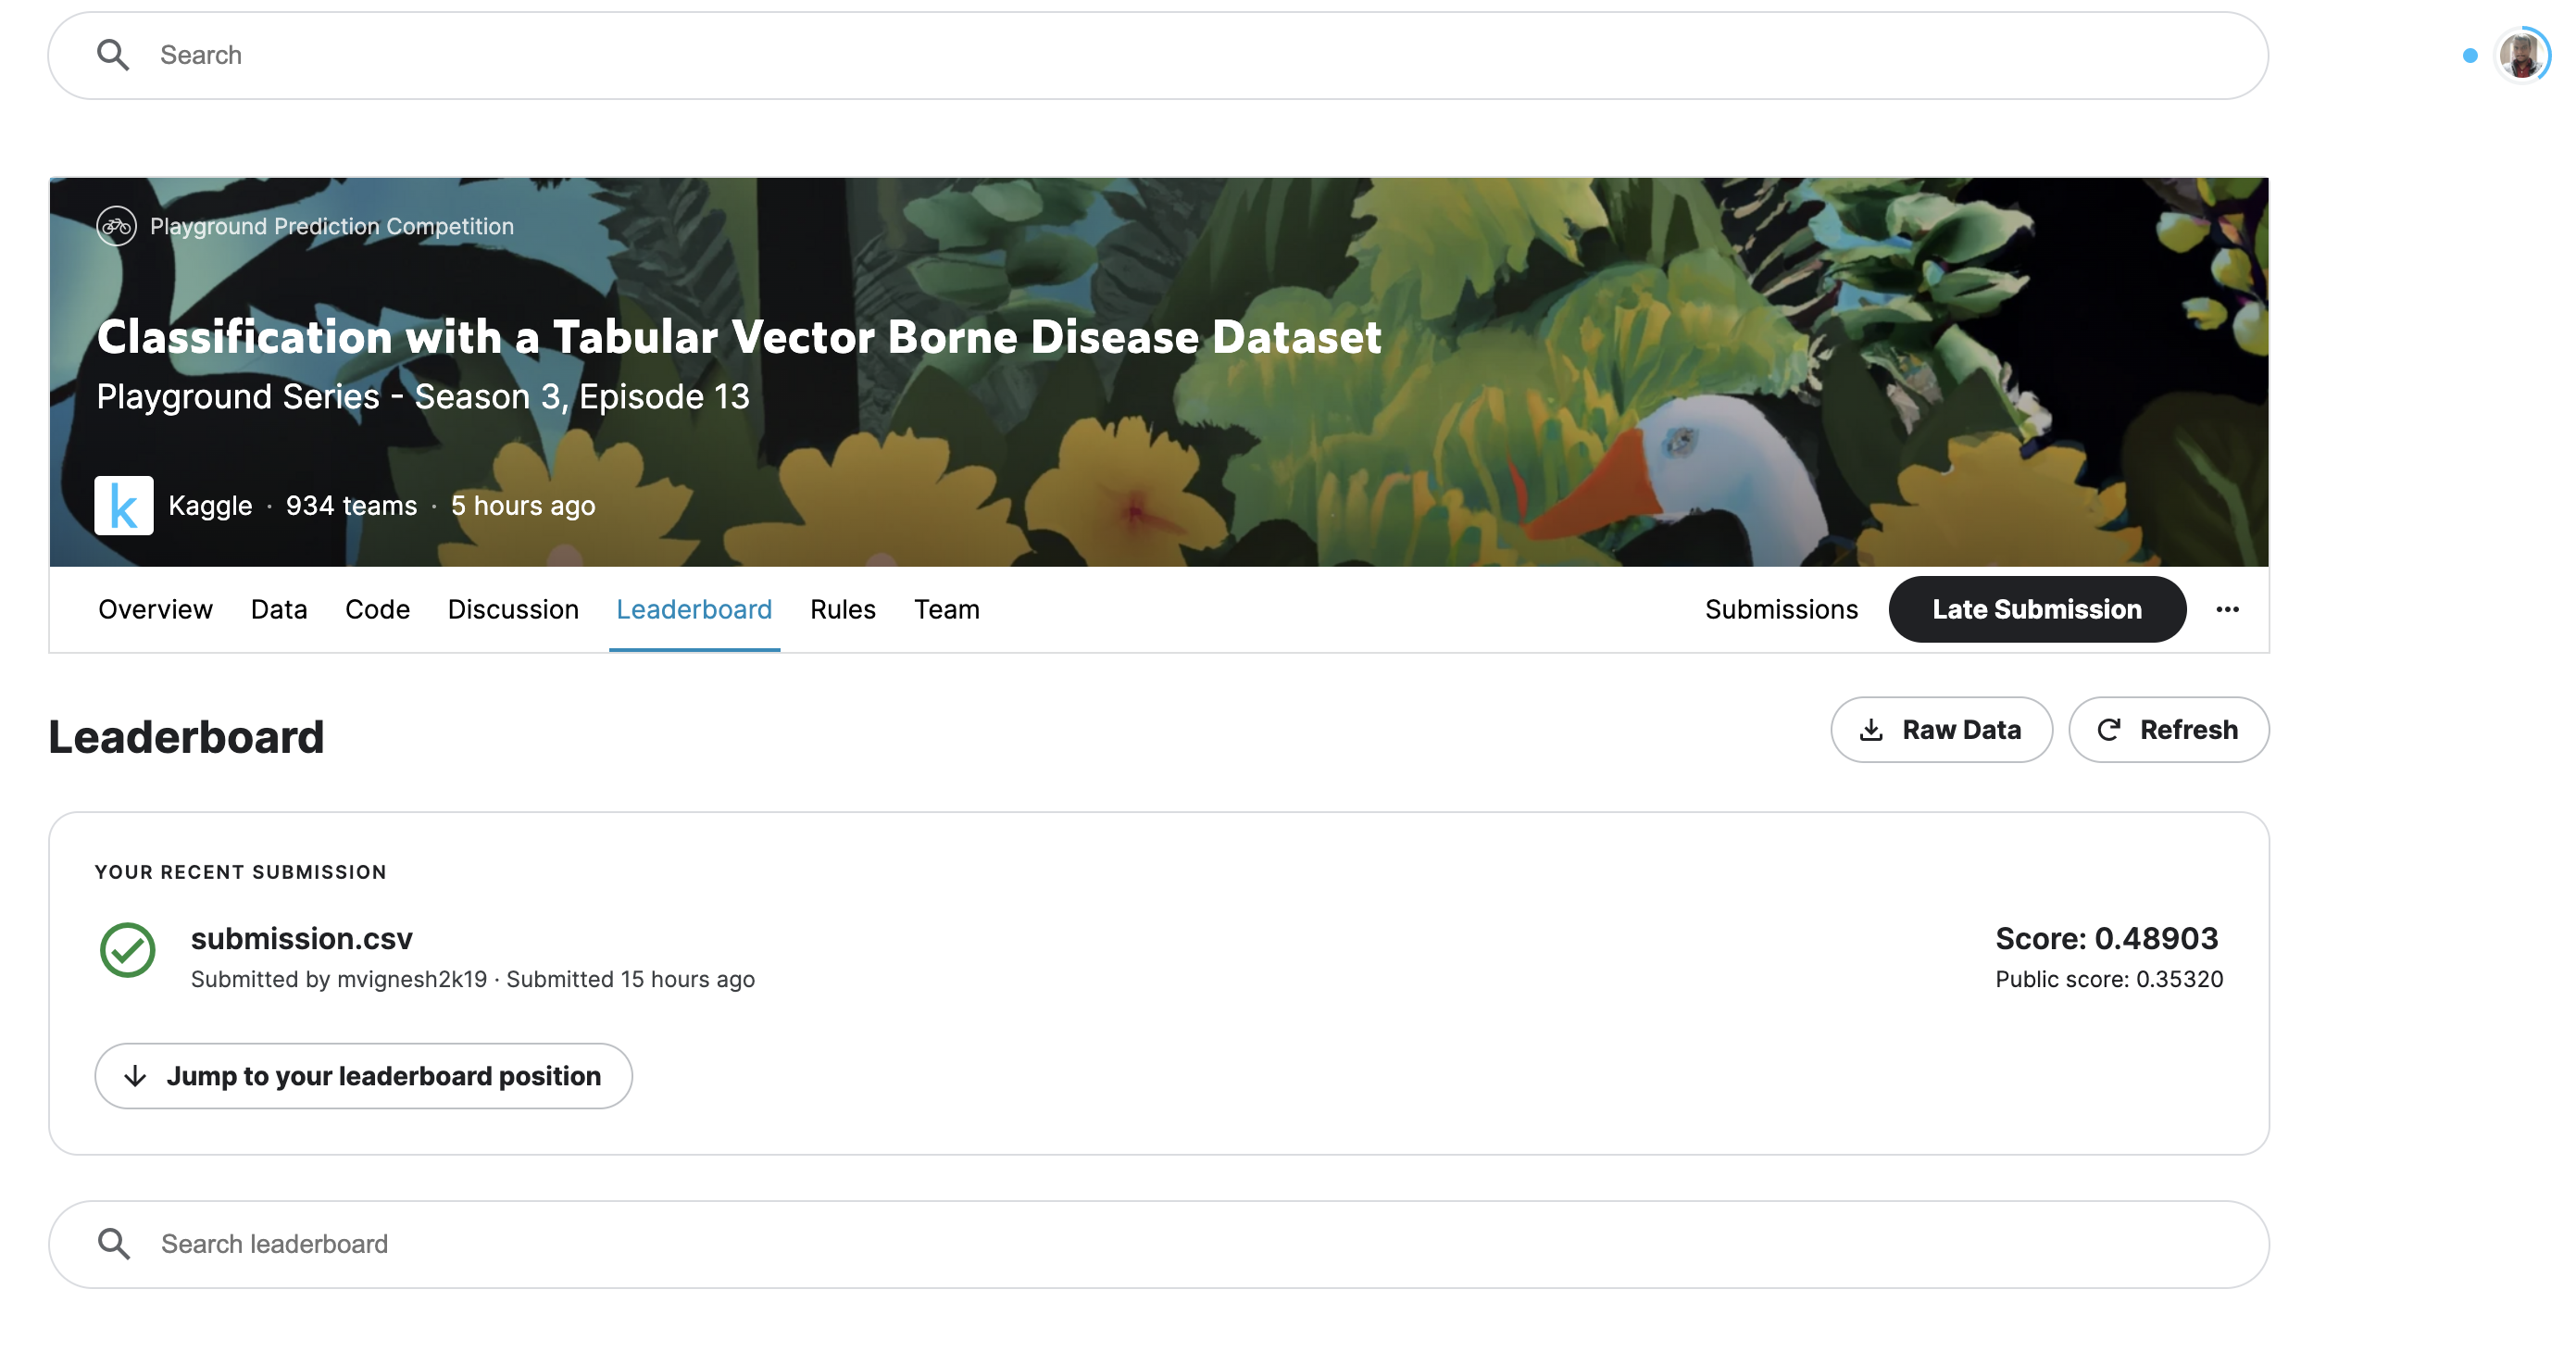 Search
Playground Prediction Competition
Classification with a Tabular Vector Borne Disease Dataset
Playground Series - Season 3, Episode 13
k Kaggle · 934 teams · 5 hours ago
Overview Data Code Discussion Leaderboard Rules Team Submissions Late Submission ···
Leaderboard Raw Data Refresh
YOUR RECENT SUBMISSION
submission.csv Score: 0.48903
Submitted by mvignesh2k19 · Submitted 15 hours ago Public score: 0.35320
Jump to your leaderboard position
Search leaderboard